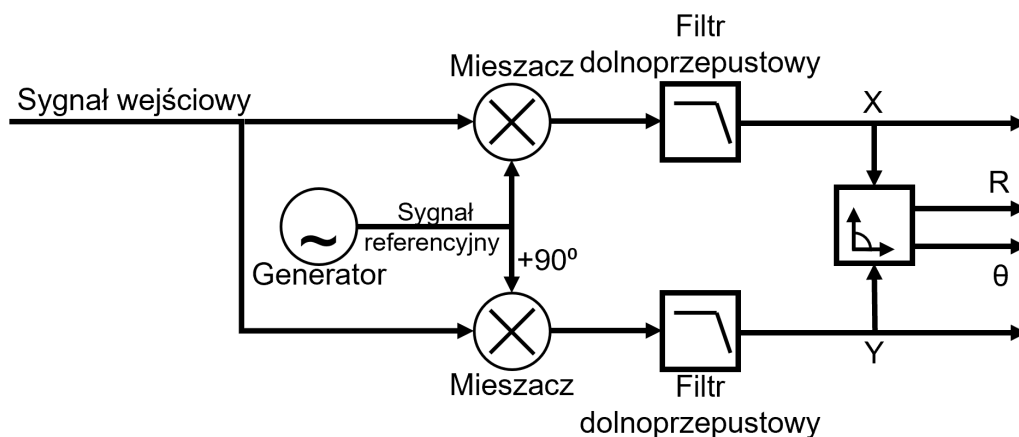 Filtr
dolnoprzepustowy
Mieszacz
Sygnał wejściowy
X
R
Sygnał
referencyjny
+90º
Generator
θ
Y
Mieszacz
Filtr
dolnoprzepustowy